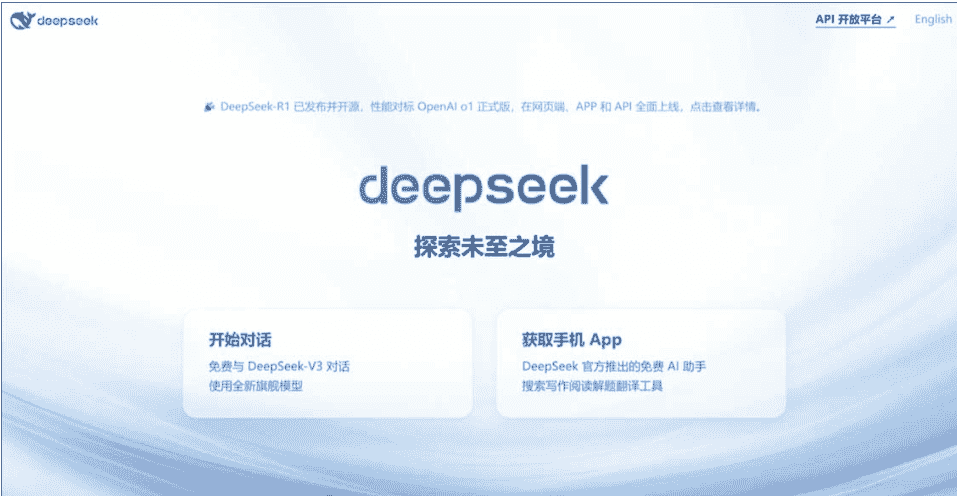 deepseek
API 开放平台 ↗
English
🎉 DeepSeek-R1 已发布并开源，性能对标 OpenAI o1 正式版，在网页端、APP 和 API 全面上线，点击查看详情。
deepseek
探索未至之境
开始对话
免费与 DeepSeek-V3 对话
使用全新旗舰模型
获取手机 App
DeepSeek 官方推出的免费 AI 助手
搜索写作阅读解题翻译工具